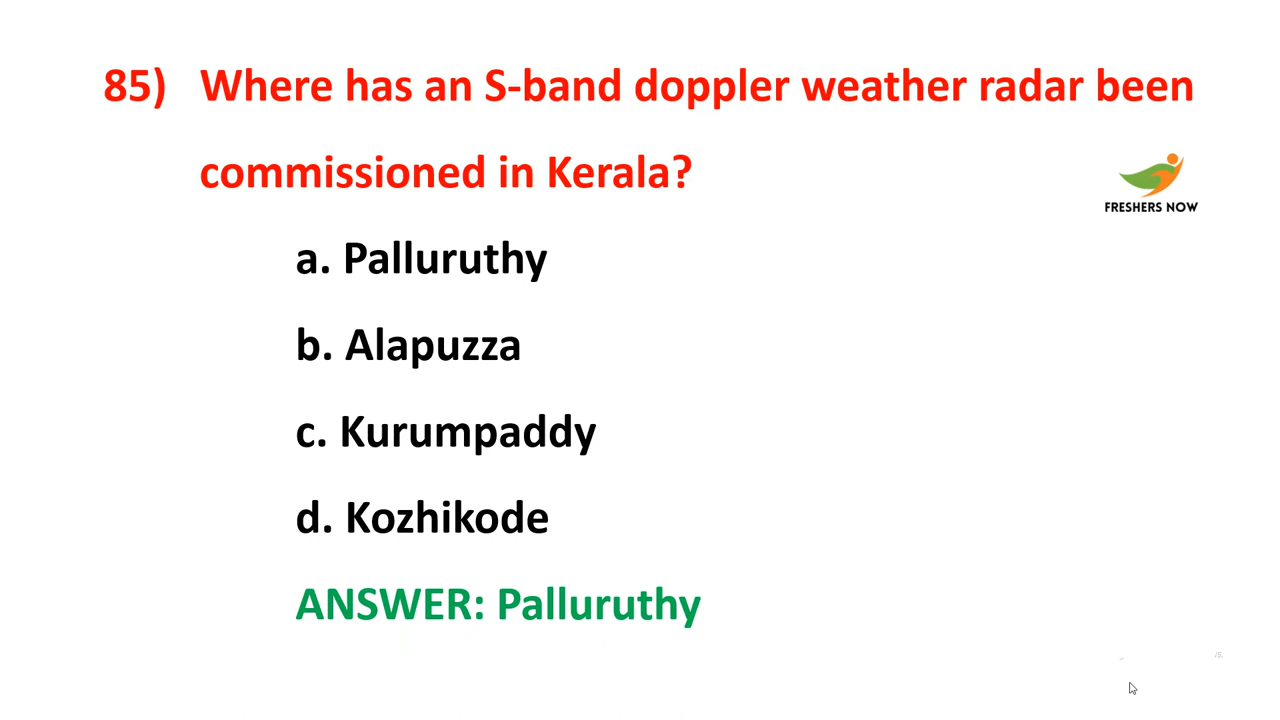 85) Where has an S-band doppler weather radar been
commissioned in Kerala?
FRESHERS NOW
a. Palluruthy
b. Alapuzza
c. Kurumpaddy
d. Kozhikode
ANSWER: Palluruthy